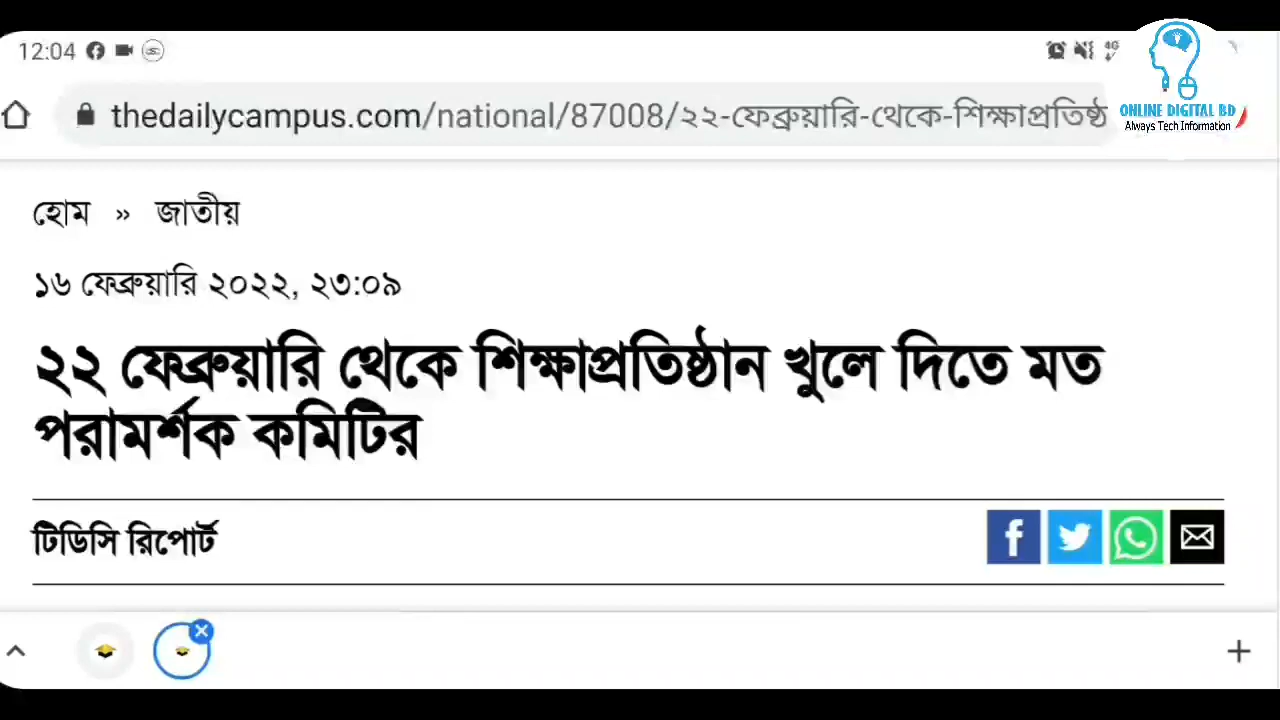 12:04
4G
ONLINE DIGITAL BD
Always Tech Information
thedailycampus.com/national/87008/২২-ফেব্রুয়ারি-থেকে-শিক্ষাপ্রতিষ্ঠ
হোম » জাতীয়
১৬ ফেব্রুয়ারি ২০২২, ২৩:০৯
২২ ফেব্রুয়ারি থেকে শিক্ষাপ্রতিষ্ঠান খুলে দিতে মত
পরামর্শক কমিটির
টিডিসি রিপোর্ট